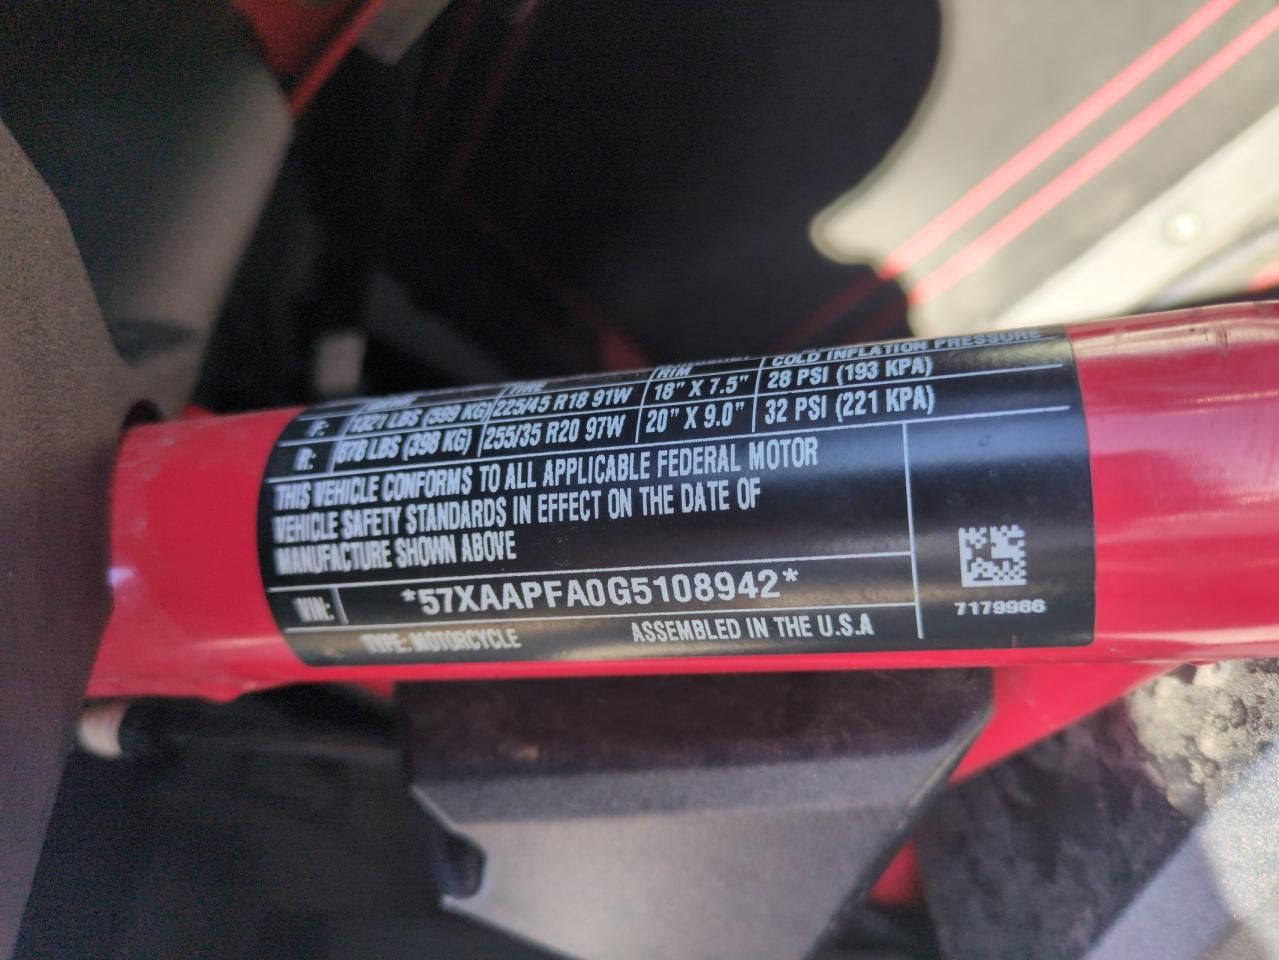 TIRE RIM COLD INFLATION PRESSURE
F: 1321 LBS (599 KG) 225/45 R18 91W 18" X 7.5" 28 PSI (193 KPA)
R: 878 LBS (398 KG) 255/35 R20 97W 20" X 9.0" 32 PSI (221 KPA)
THIS VEHICLE CONFORMS TO ALL APPLICABLE FEDERAL MOTOR
VEHICLE SAFETY STANDARDS IN EFFECT ON THE DATE OF
MANUFACTURE SHOWN ABOVE
VIN: *57XAAPFA0G5108942*
TYPE: MOTORCYCLE ASSEMBLED IN THE U.S.A
7179986